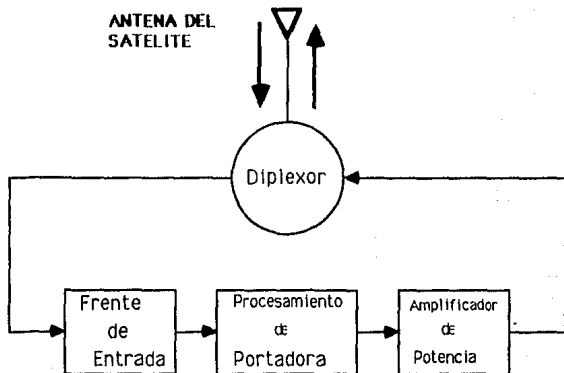 ANTENA DEL
SATELITE
Diplexor
Frente
de
Entrada
Procesamiento
de
Portadora
Amplificador
de
Potencia